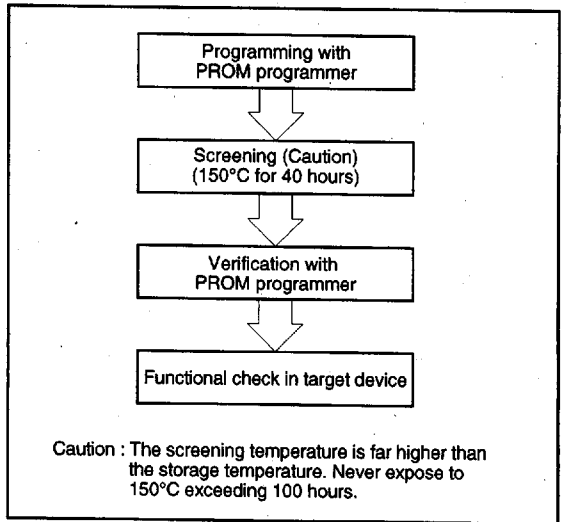 Programming with
PROM programmer
Screening (Caution)
(150°C for 40 hours)
Verification with
PROM programmer
Functional check in target device
Caution : The screening temperature is far higher than
the storage temperature. Never expose to
150°C exceeding 100 hours.